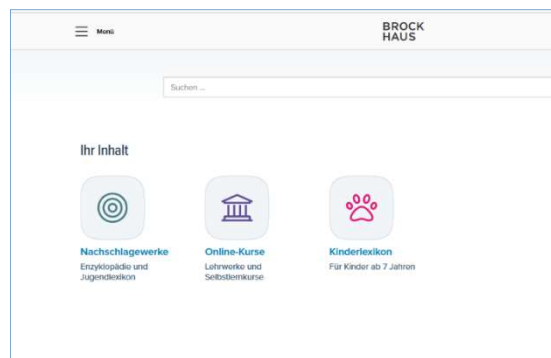 Menü
BROCK
HAUS
Suchen ...
Ihr Inhalt
Nachschlagewerke
Enzyklopädie und
Jugendlexikon
Online-Kurse
Lehrwerke und
Selbstlernkurse
Kinderlexikon
Für Kinder ab 7 Jahren